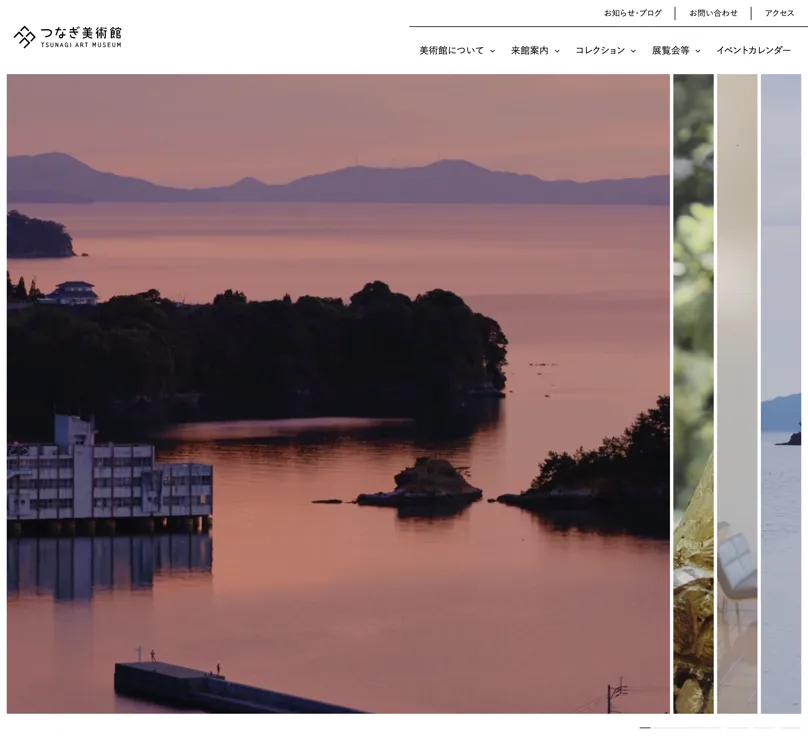 お知らせ・ブログ
お問い合わせ
アクセス
つなぎ美術館
TSUNAGI ART MUSEUM
美術館について
来館案内
コレクション
展覧会等
イベントカレンダー